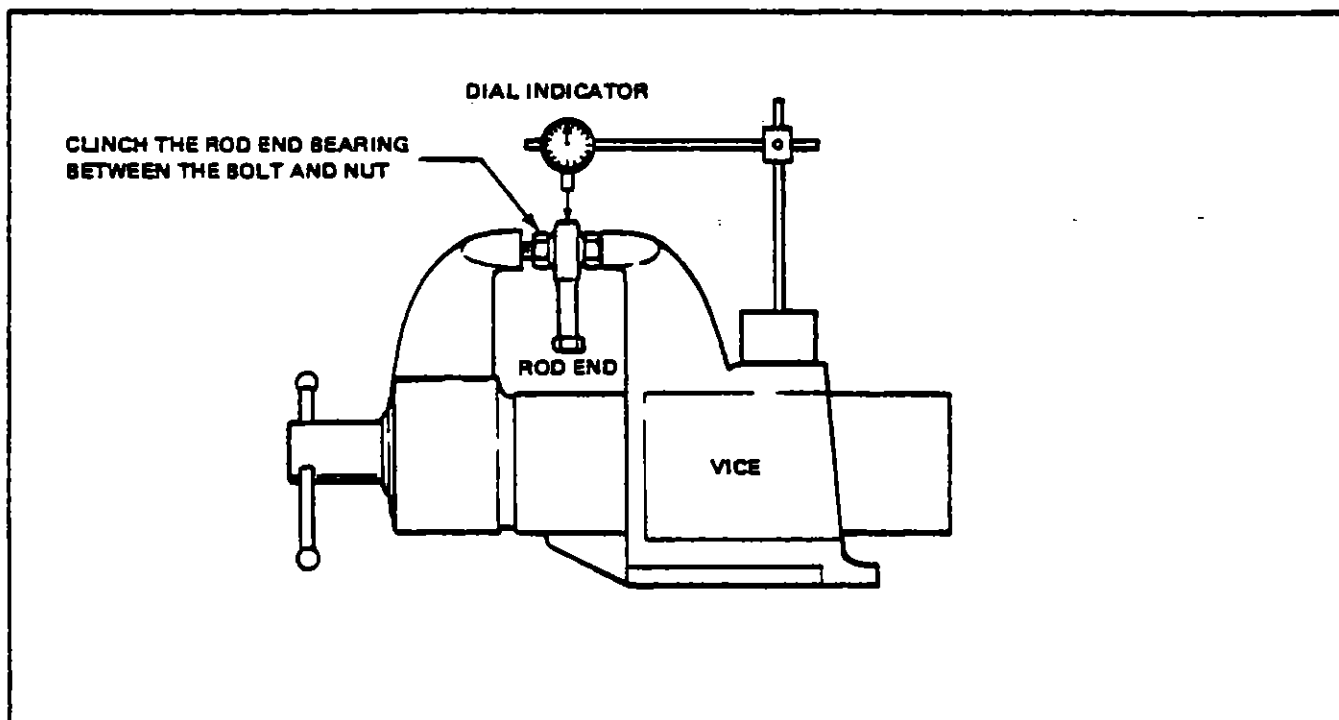 DIAL INDICATOR
CLINCH THE ROD END BEARING
BETWEEN THE BOLT AND NUT
ROD END
VICE